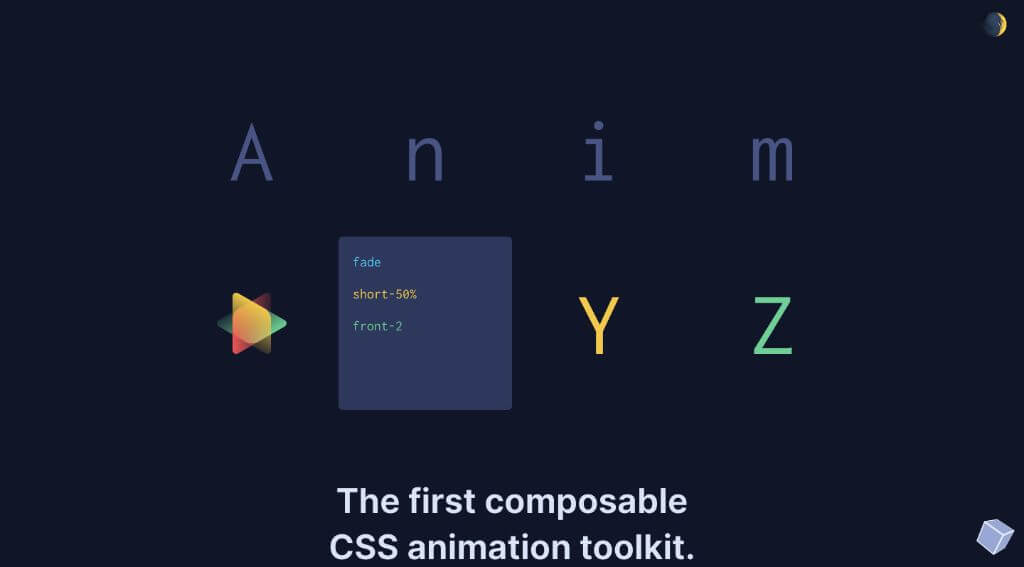 A n i m
fade
short-50%
front-2
Y Z
The first composable
CSS animation toolkit.